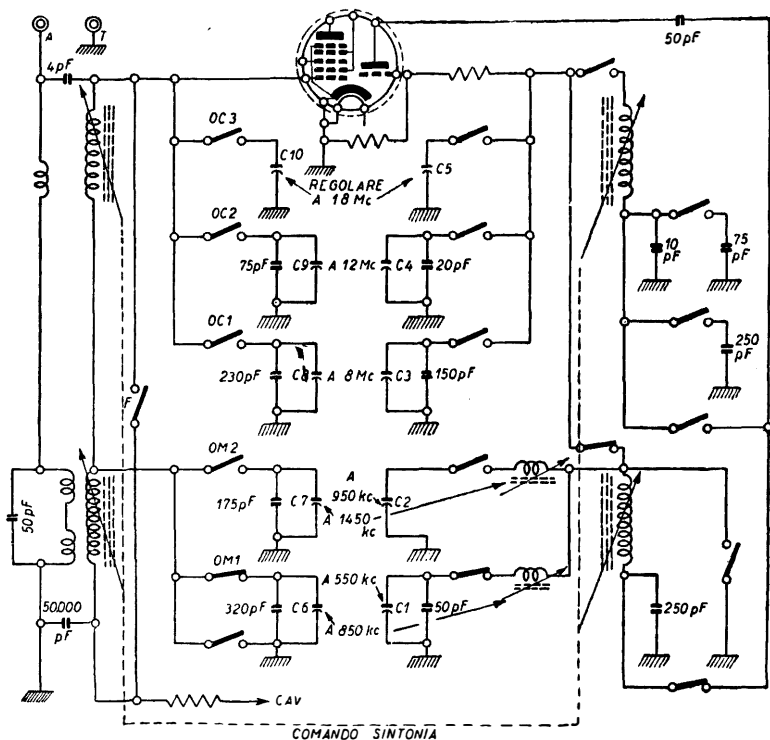 A
T
50pF
4pF
OC3
C10
C5
REGOLARE
A 18 Mc
OC2
75pF
C9
A
12 Mc
C4
20pF
10
pF
75
pF
OC1
230pF
C8
A
8 Mc
C3
150pF
250
pF
F
OM2
50pF
175pF
C7
A
950 kc
C2
A
1450
kc
OM1
50.000
pF
320pF
C6
A 550 kc
C1
50pF
A 850 kc
250pF
CAV
COMANDO SINTONIA